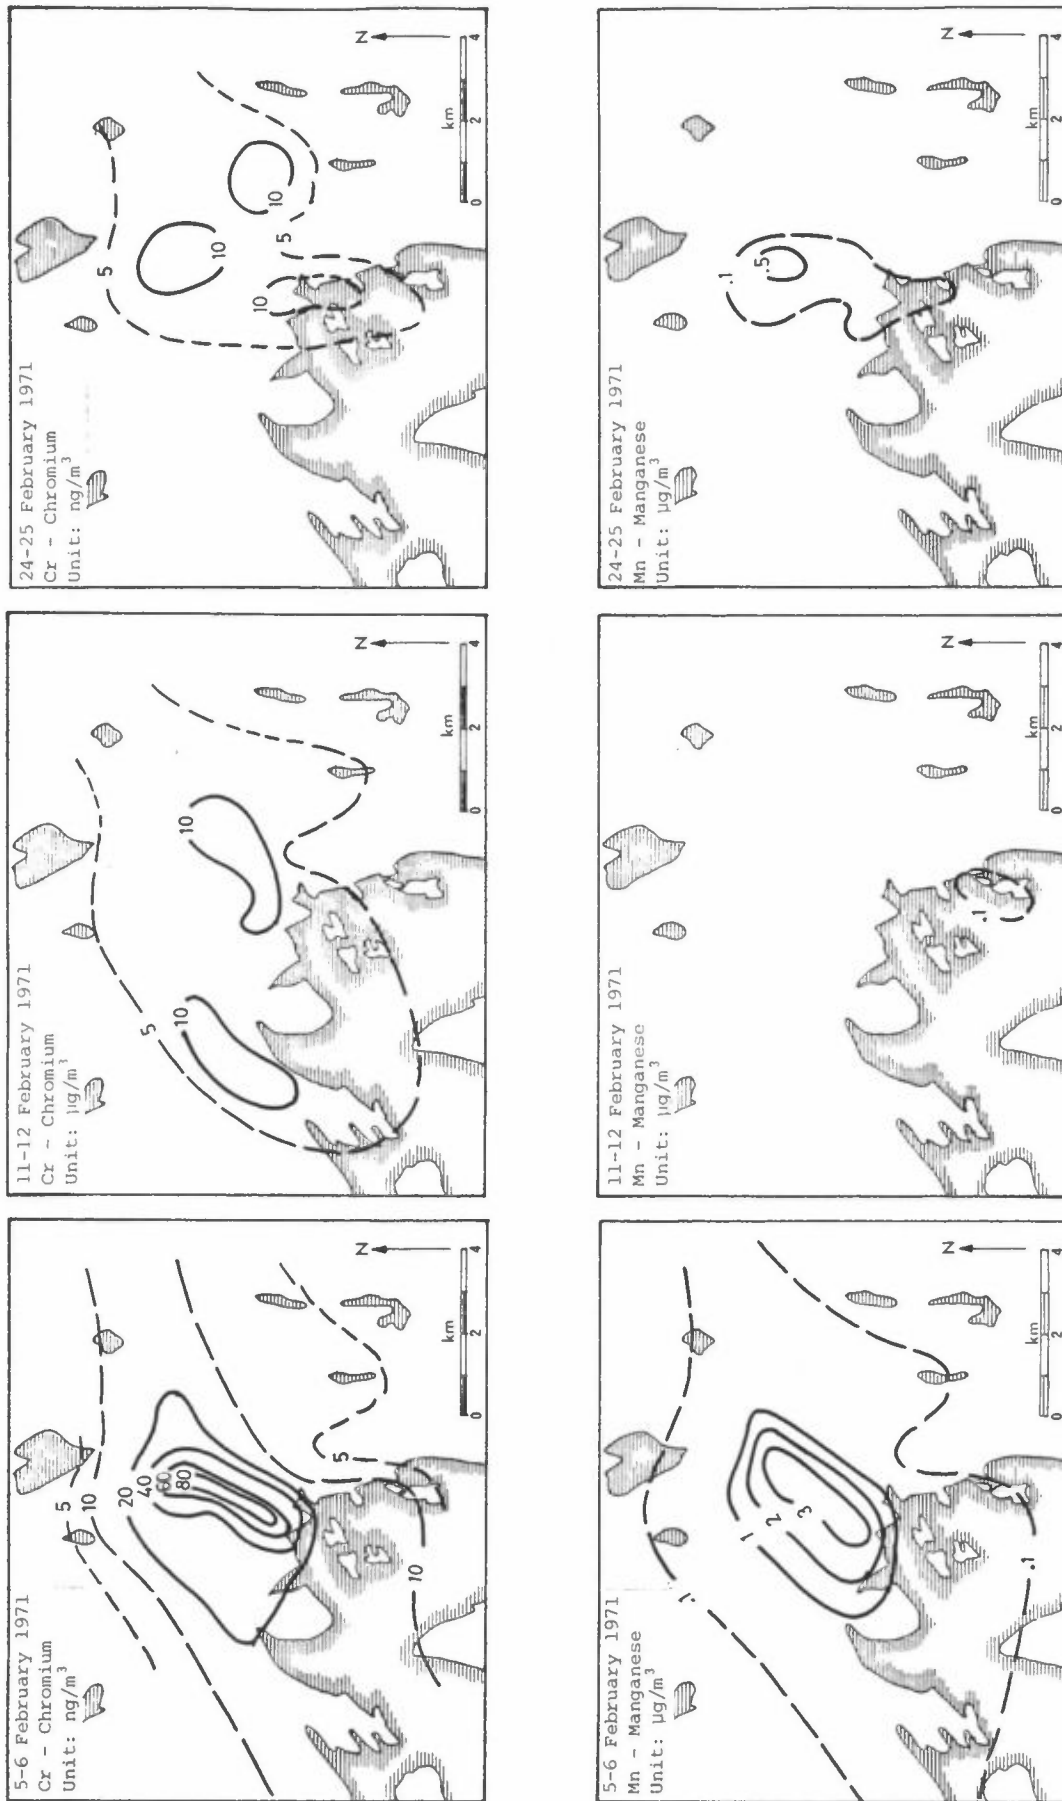 5-6 February 1971
Cr - Chromium
Unit: ng/m³
5
10
20
40
60
80
5
10
N
km
0 2 4
11-12 February 1971
Cr - Chromium
Unit: µg/m³
5
10
10
N
km
0 2 4
24-25 February 1971
Cr - Chromium
Unit: ng/m³
5
10
10
5
10
N
km
0 2 4
5-6 February 1971
Mn - Manganese
Unit: µg/m³
.1
1
2
3
.1
N
km
0 2 4
11-12 February 1971
Mn - Manganese
Unit: µg/m³
.1
N
km
0 2 4
24-25 February 1971
Mn - Manganese
Unit: µg/m³
.1
.5
N
km
0 2 4